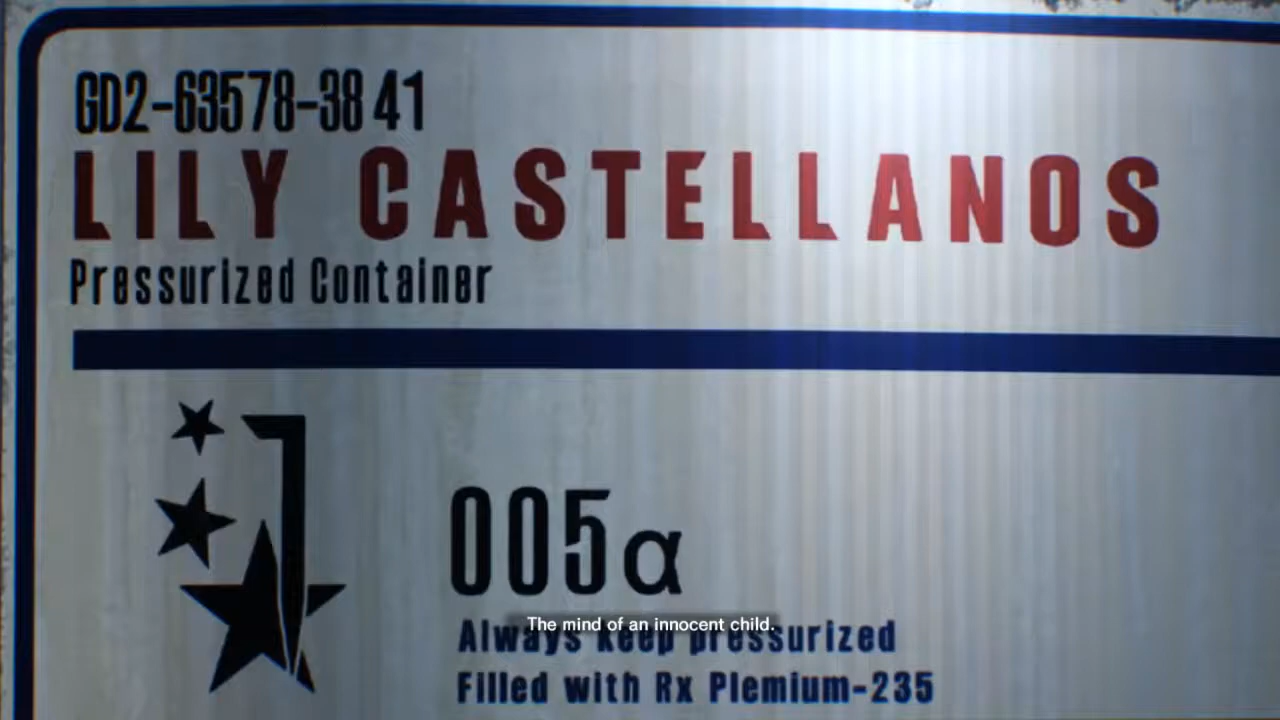 GD2-63578-38 41
LILY CASTELLANOS
Pressurized Container
005α
The mind of an innocent child.
Always keep pressurized
Filled with Rx Plemium-235